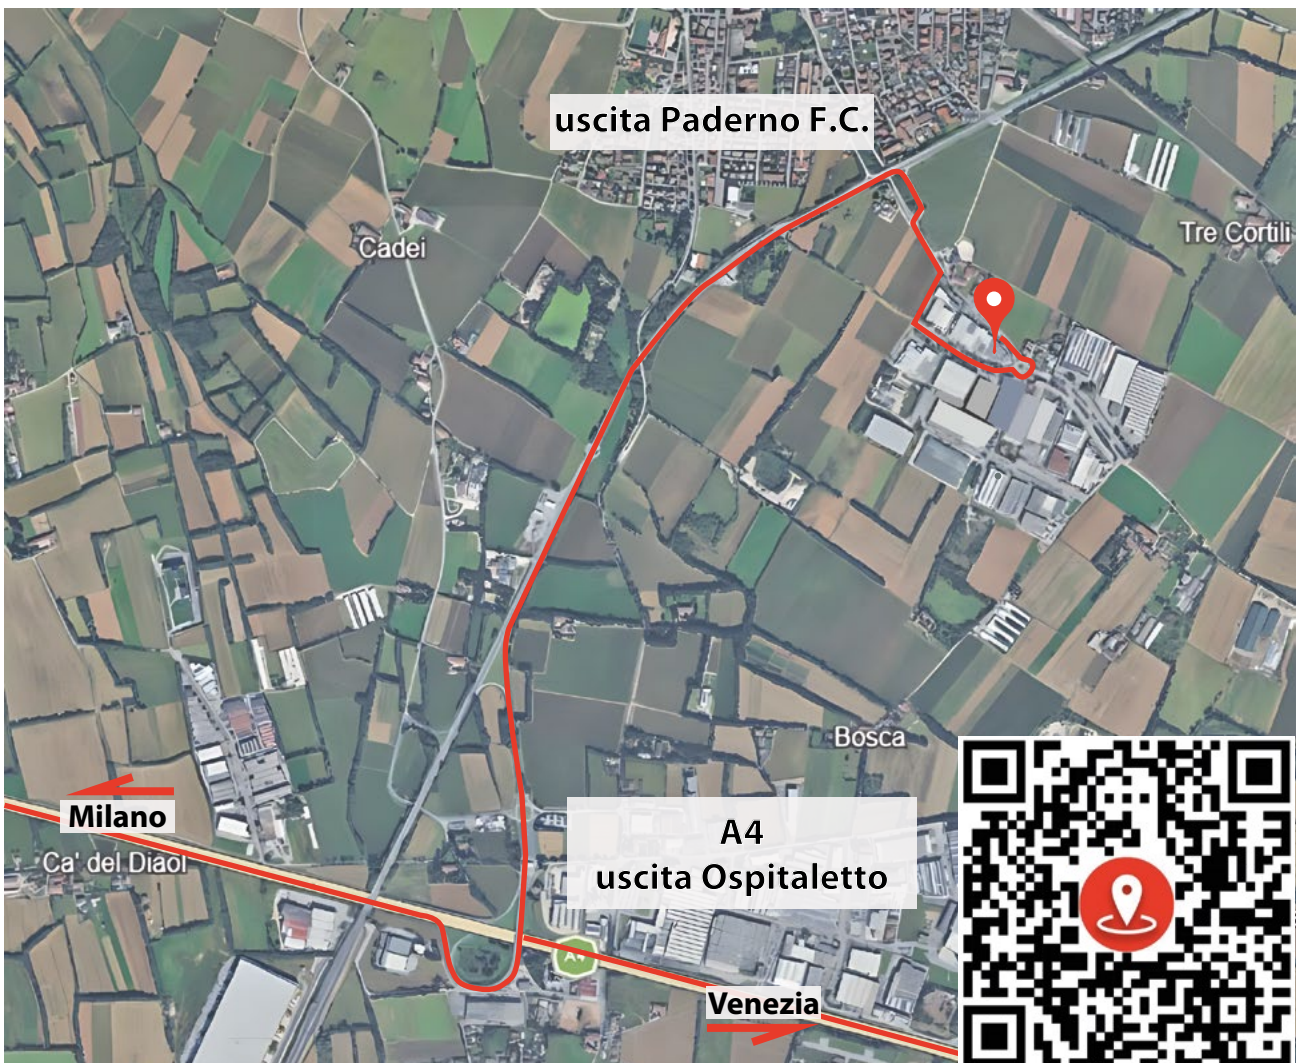 uscita Paderno F.C.
Tre Cortili
Cadei
Bosca
Milano
A4
uscita Ospitaletto
Ca' del Diaol
A4
Venezia